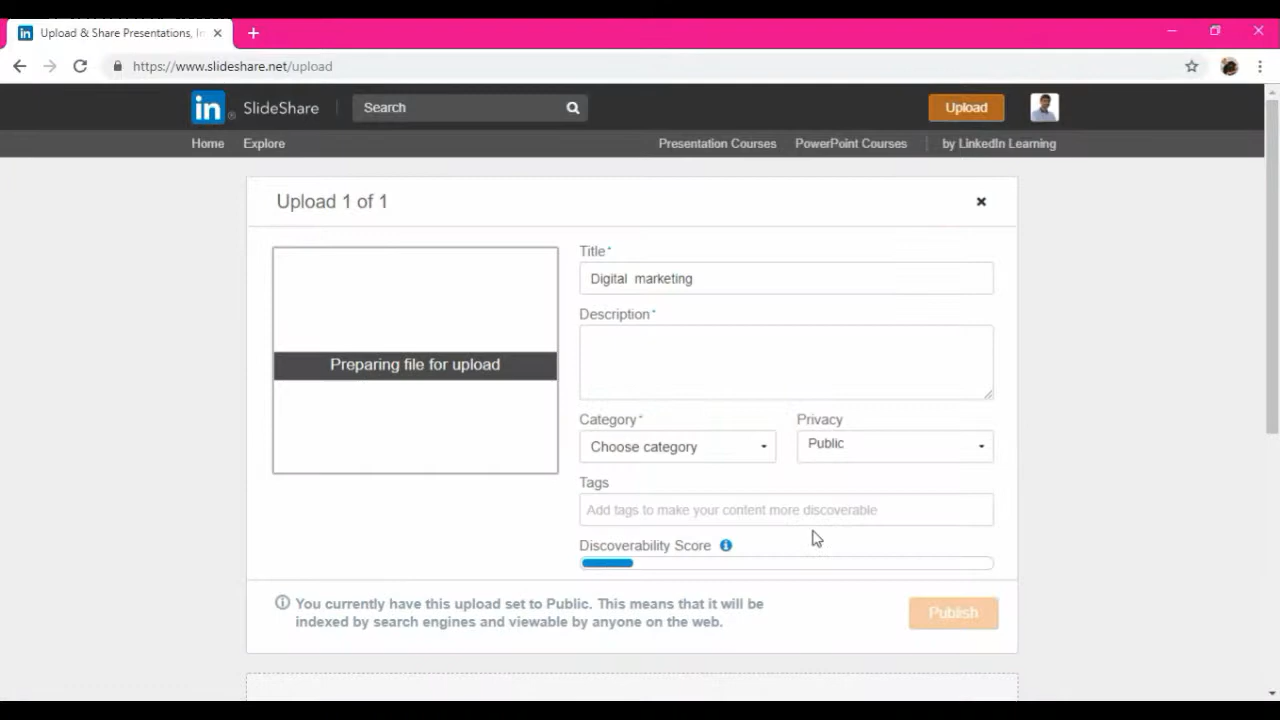 Upload & Share Presentations, In
https://www.slideshare.net/upload
in SlideShare
Search
Upload
Home
Explore
Presentation Courses
PowerPoint Courses
by LinkedIn Learning
Upload 1 of 1
Preparing file for upload
Title*
Digital  marketing
Description*
Category*
Privacy
Choose category
Public
Tags
Add tags to make your content more discoverable
Discoverability Score
You currently have this upload set to Public. This means that it will be
indexed by search engines and viewable by anyone on the web.
Publish